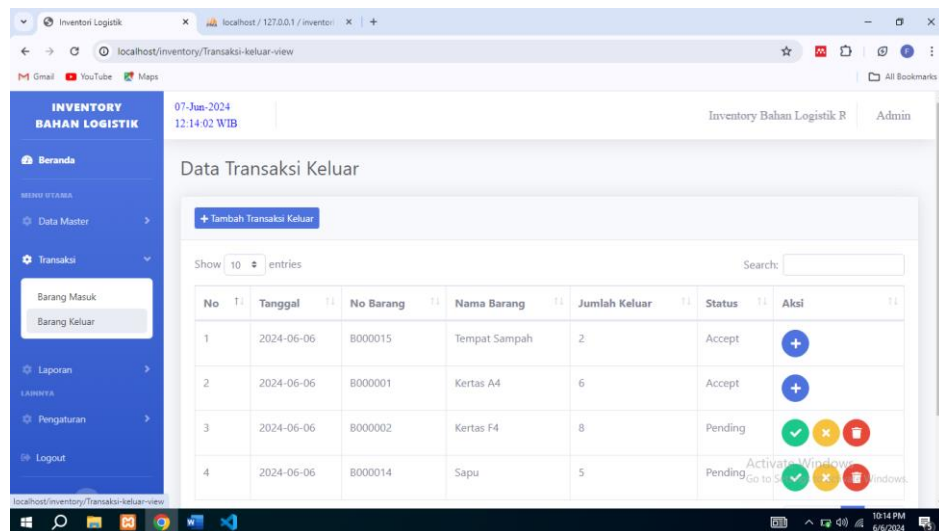 Inventori Logistik
localhost / 127.0.0.1 / inventori
localhost/inventory/Transaksi-keluar-view
Gmail YouTube Maps
All Bookmarks
INVENTORY
BAHAN LOGISTIK
07-Jun-2024
12:14:02 WIB
Inventory Bahan Logistik R
Admin
Beranda
MENU UTAMA
Data Master
Transaksi
Barang Masuk
Barang Keluar
Laporan
LAINNYA
Pengaturan
Logout
Data Transaksi Keluar
+ Tambah Transaksi Keluar
Show 10 entries
Search:
No Tanggal No Barang Nama Barang Jumlah Keluar Status Aksi
1 2024-06-06 B000015 Tempat Sampah 2 Accept
2 2024-06-06 B000001 Kertas A4 6 Accept
3 2024-06-06 B000002 Kertas F4 8 Pending
4 2024-06-06 B000014 Sapu 5 Pending
Activate Windows
Go to S Windows.
localhost/inventory/Transaksi-keluar-view
10:14 PM
6/6/2024